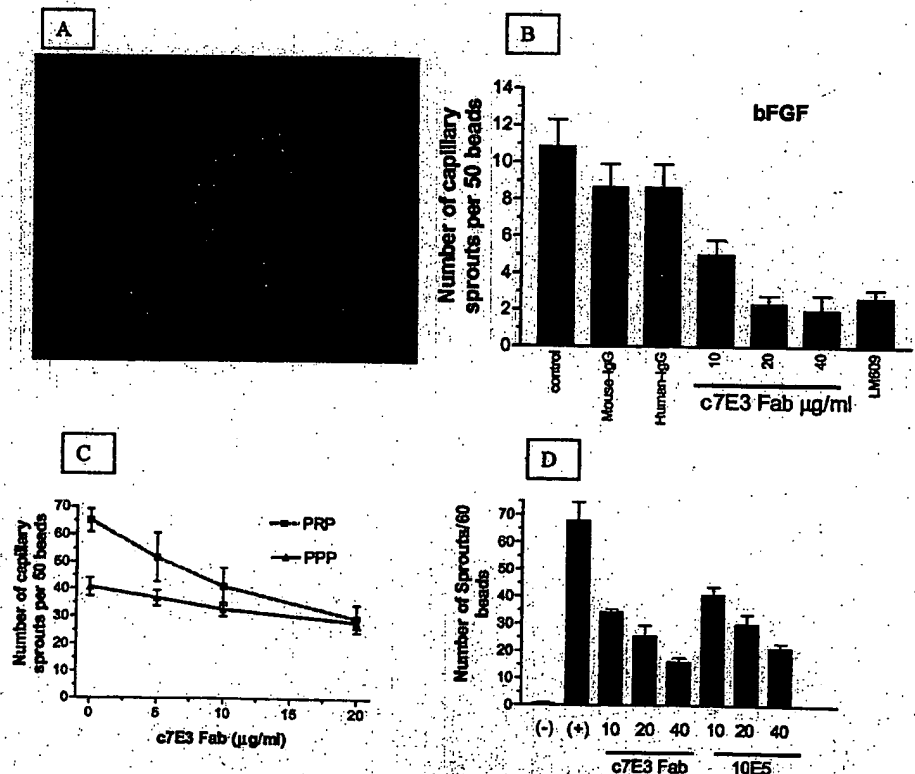 A
B
Number of capillary
sprouts per 50 beads
14
12
10
8
6
4
2
0
bFGF
control
Mouse-IgG
Human-IgG
10
20
40
LM609
c7E3 Fab µg/ml
C
Number of capillary
sprouts per 50 beads
70
60
50
40
30
20
10
0
PRP
PPP
0
5
10
15
20
c7E3 Fab (µg/ml)
D
Number of Sprouts/60
beads
70
60
50
40
30
20
10
0
(-) (+) 10 20 40 10 20 40
c7E3 Fab 10E5